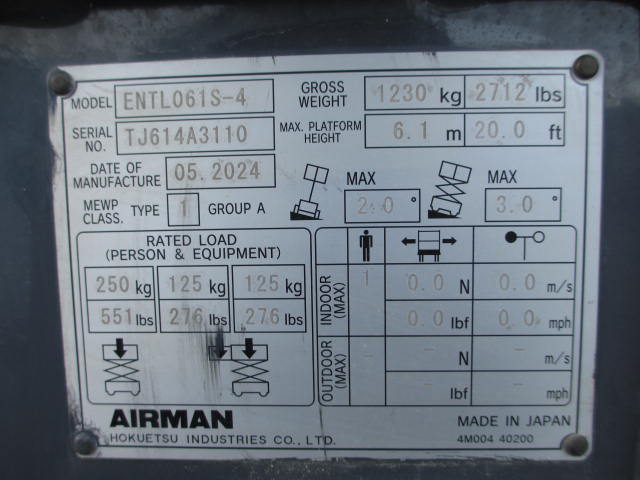 MODEL ENTL061S-4 GROSS WEIGHT 1230 kg 2712 lbs
SERIAL NO. TJ614A3110 MAX. PLATFORM HEIGHT 6.1 m 20.0 ft
DATE OF MANUFACTURE 05.2024 MAX 2.0 ° MAX 3.0 °
MEWP CLASS. TYPE 1 GROUP A
RATED LOAD
(PERSON & EQUIPMENT)
250 kg 125 kg 125 kg
551 lbs 276 lbs 276 lbs
INDOOR (MAX) 1 0.0 N 0.0 m/s
0.0 lbf 0.0 mph
OUTDOOR (MAX) - - N - m/s
- lbf - mph
AIRMAN
HOKUETSU INDUSTRIES CO., LTD.
MADE IN JAPAN
4M004 40200